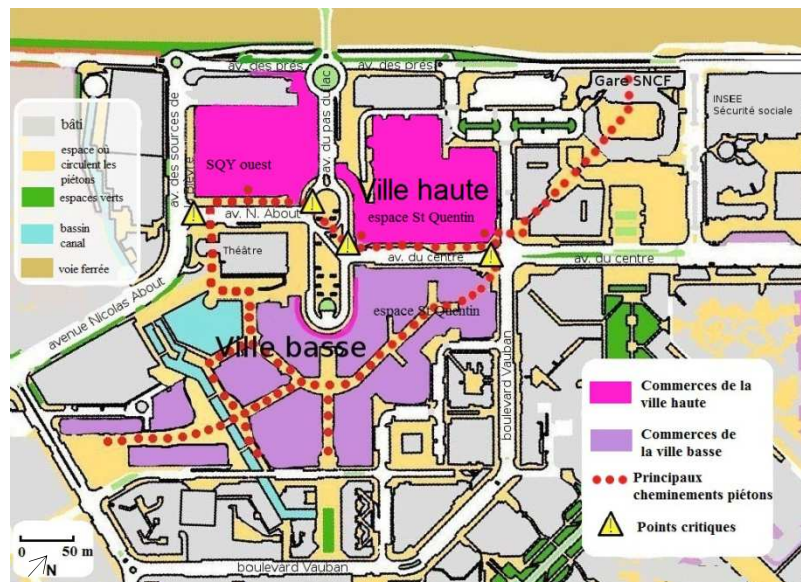 av. des prés
av. des prés
Gare SNCF
INSEE
Sécurité sociale
bâti
espace où
circulent les
piétons
espaces verts
bassin
canal
voie ferrée
av. des sources de
bièvre
av. du pas du lac
SQY ouest
Ville haute
espace St Quentin
av. N. About
av. du centre
av. du centre
Théâtre
avenue Nicolas About
espace St Quentin
Ville basse
boulevard Vauban
Commerces de la
ville haute
Commerces de
la ville basse
Principaux
cheminements piétons
Points critiques
0 50 m
N
boulevard Vauban